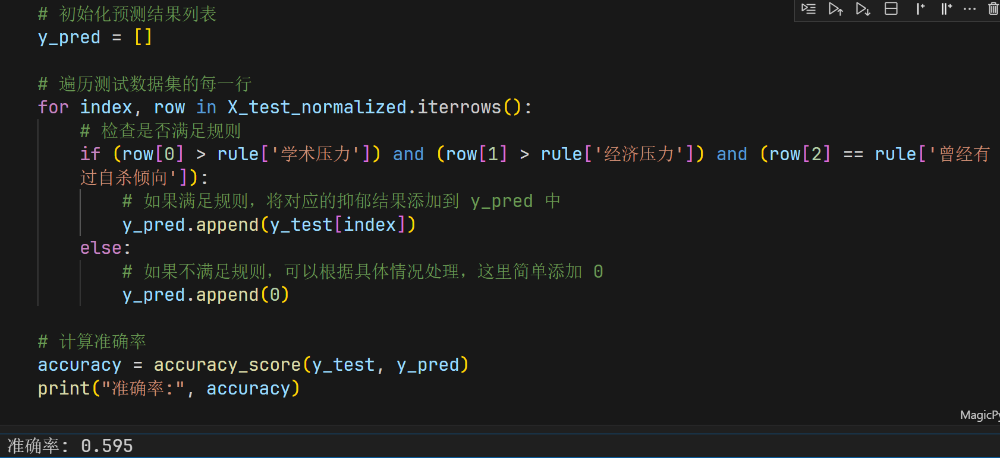 # 初始化预测结果列表
y_pred = []
# 遍历测试数据集的每一行
for index, row in X_test_normalized.iterrows():
# 检查是否满足规则
if (row[0] > rule['学术压力']) and (row[1] > rule['经济压力']) and (row[2] == rule['曾经有
过自杀倾向']):
# 如果满足规则，将对应的抑郁结果添加到 y_pred 中
y_pred.append(y_test[index])
else:
# 如果不满足规则，可以根据具体情况处理，这里简单添加 0
y_pred.append(0)
# 计算准确率
accuracy = accuracy_score(y_test, y_pred)
print("准确率:", accuracy)
MagicPy
准确率: 0.595